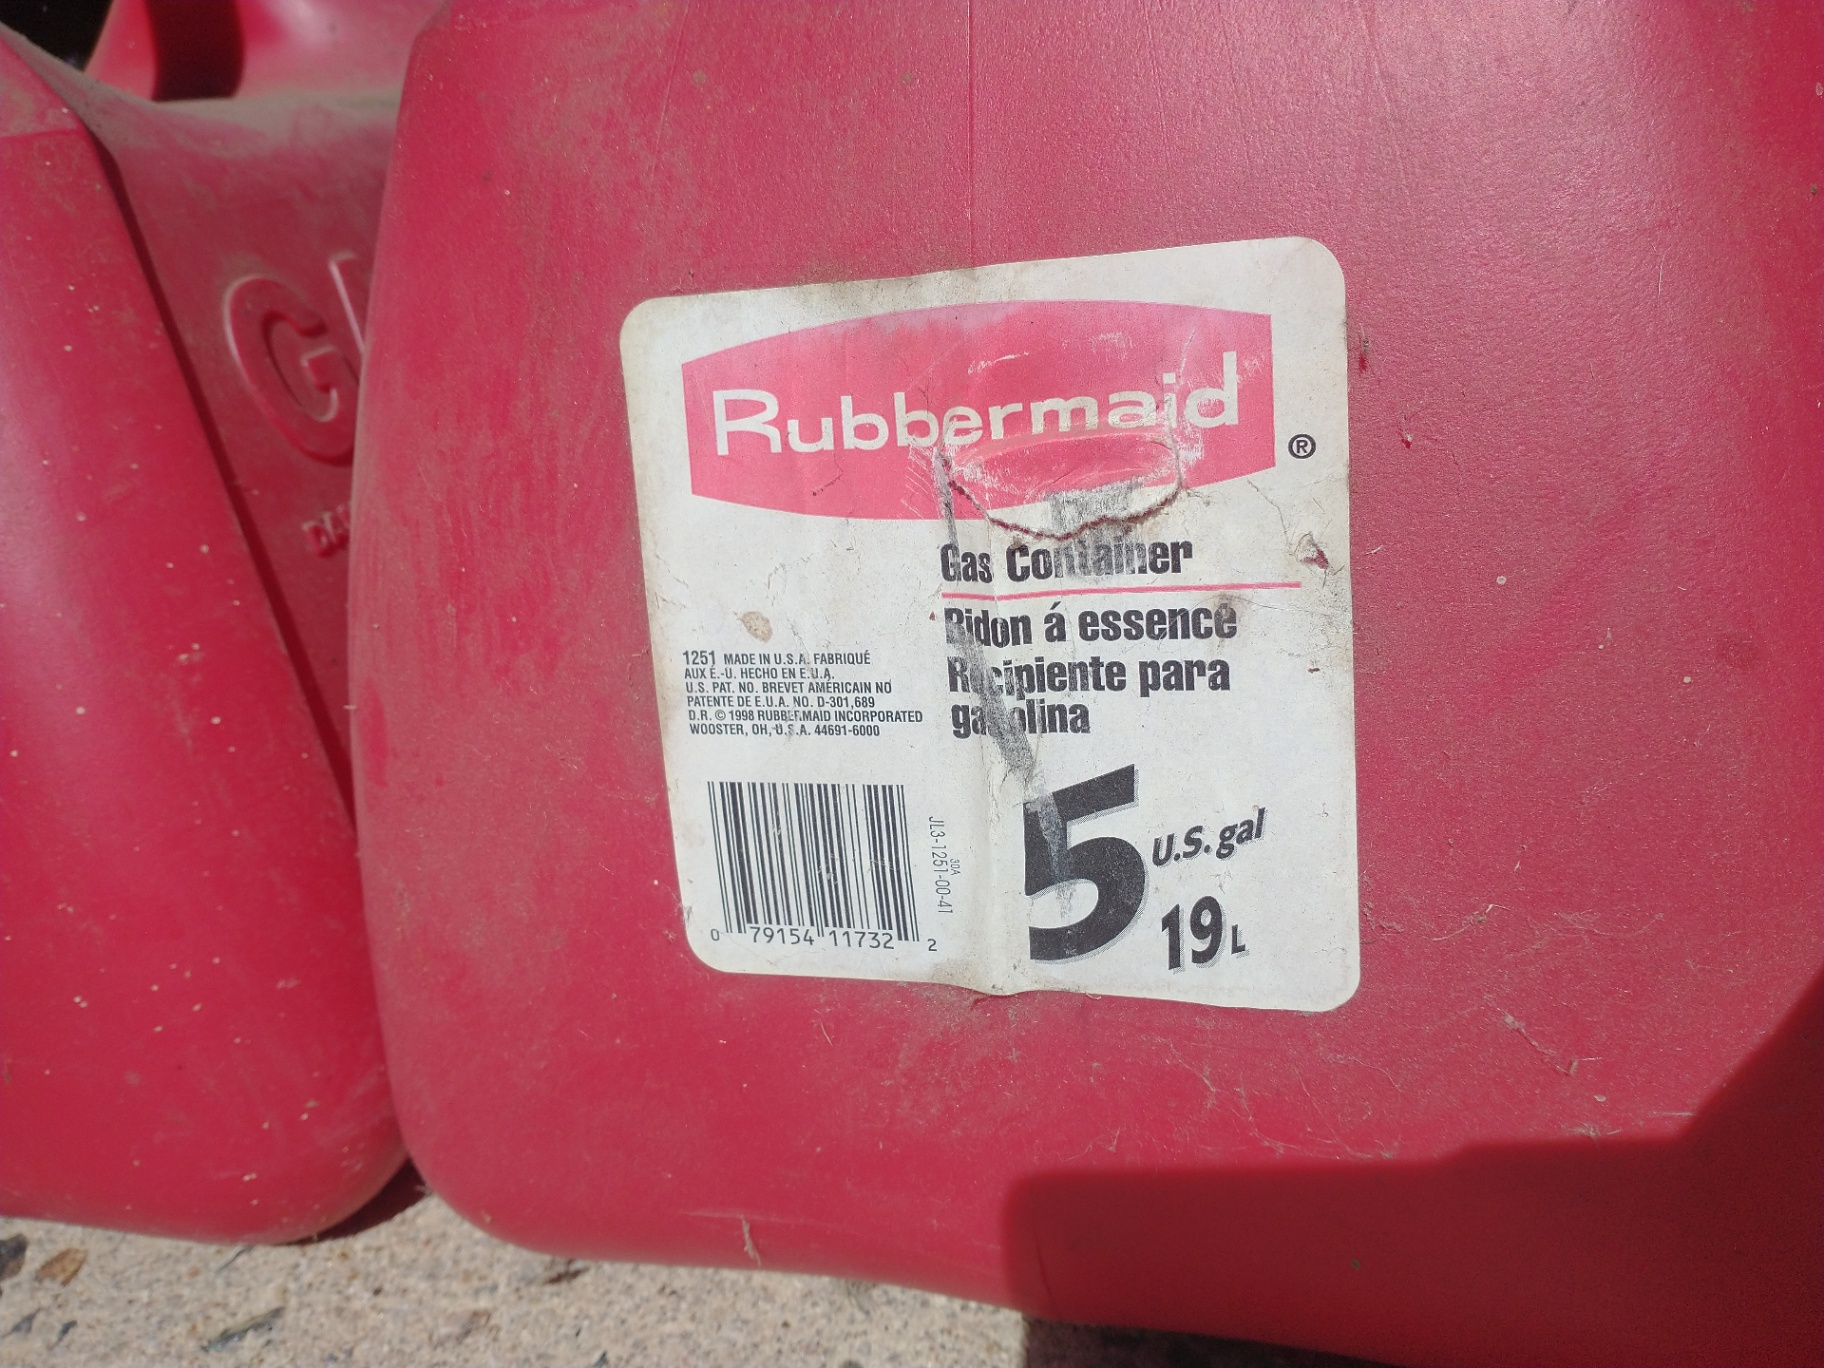 Rubbermaid
®
Gas Container
Bidon á essence
Recipiente para
gasolina
1251 MADE IN U.S.A. FABRIQUÉ
AUX É.-U. HECHO EN E.U.A.
U.S. PAT. NO. BREVET AMÉRICAIN NO
PATENTE DE E.U.A. NO. D-301,689
D.R. © 1998 RUBBERMAID INCORPORATED
WOOSTER, OH, U.S.A. 44691-6000
5 U.S. gal
19 L
JL3-1251-00-41
30A
0 79154 11732 2